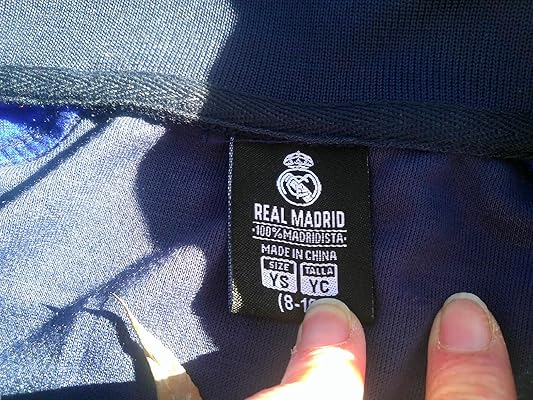 REAL MADRID
·100% MADRIDISTA·
MADE IN CHINA
SIZE TALLA
YS YC